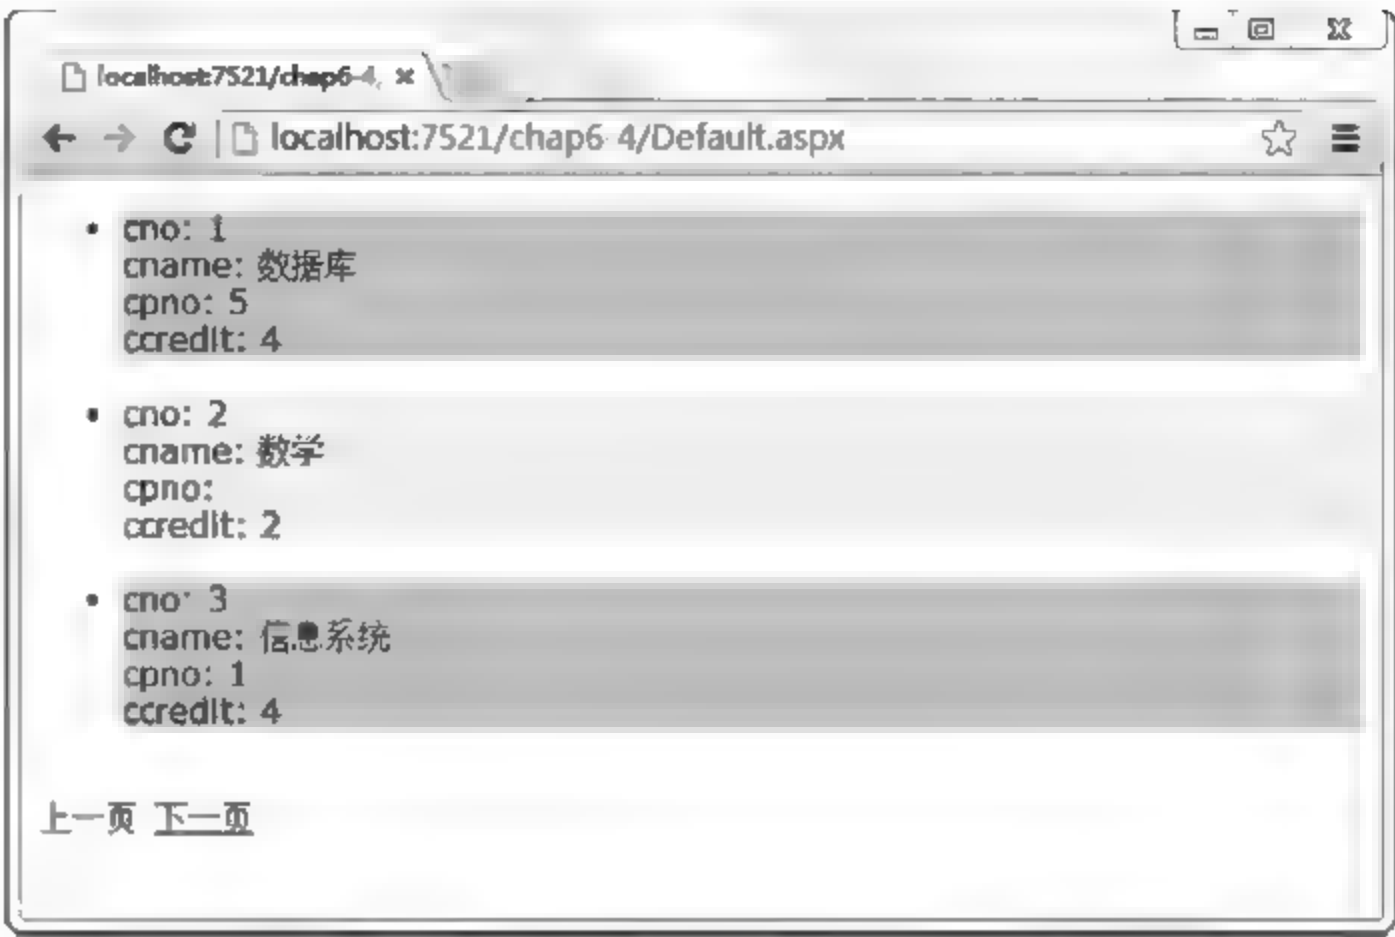 localhost:7521/chap6-4,
localhost:7521/chap6-4/Default.aspx
cno: 1
cname: 数据库
cpno: 5
ccredit: 4
cno: 2
cname: 数学
cpno:
ccredit: 2
cno: 3
cname: 信息系统
cpno: 1
ccredit: 4
上一页 下一页